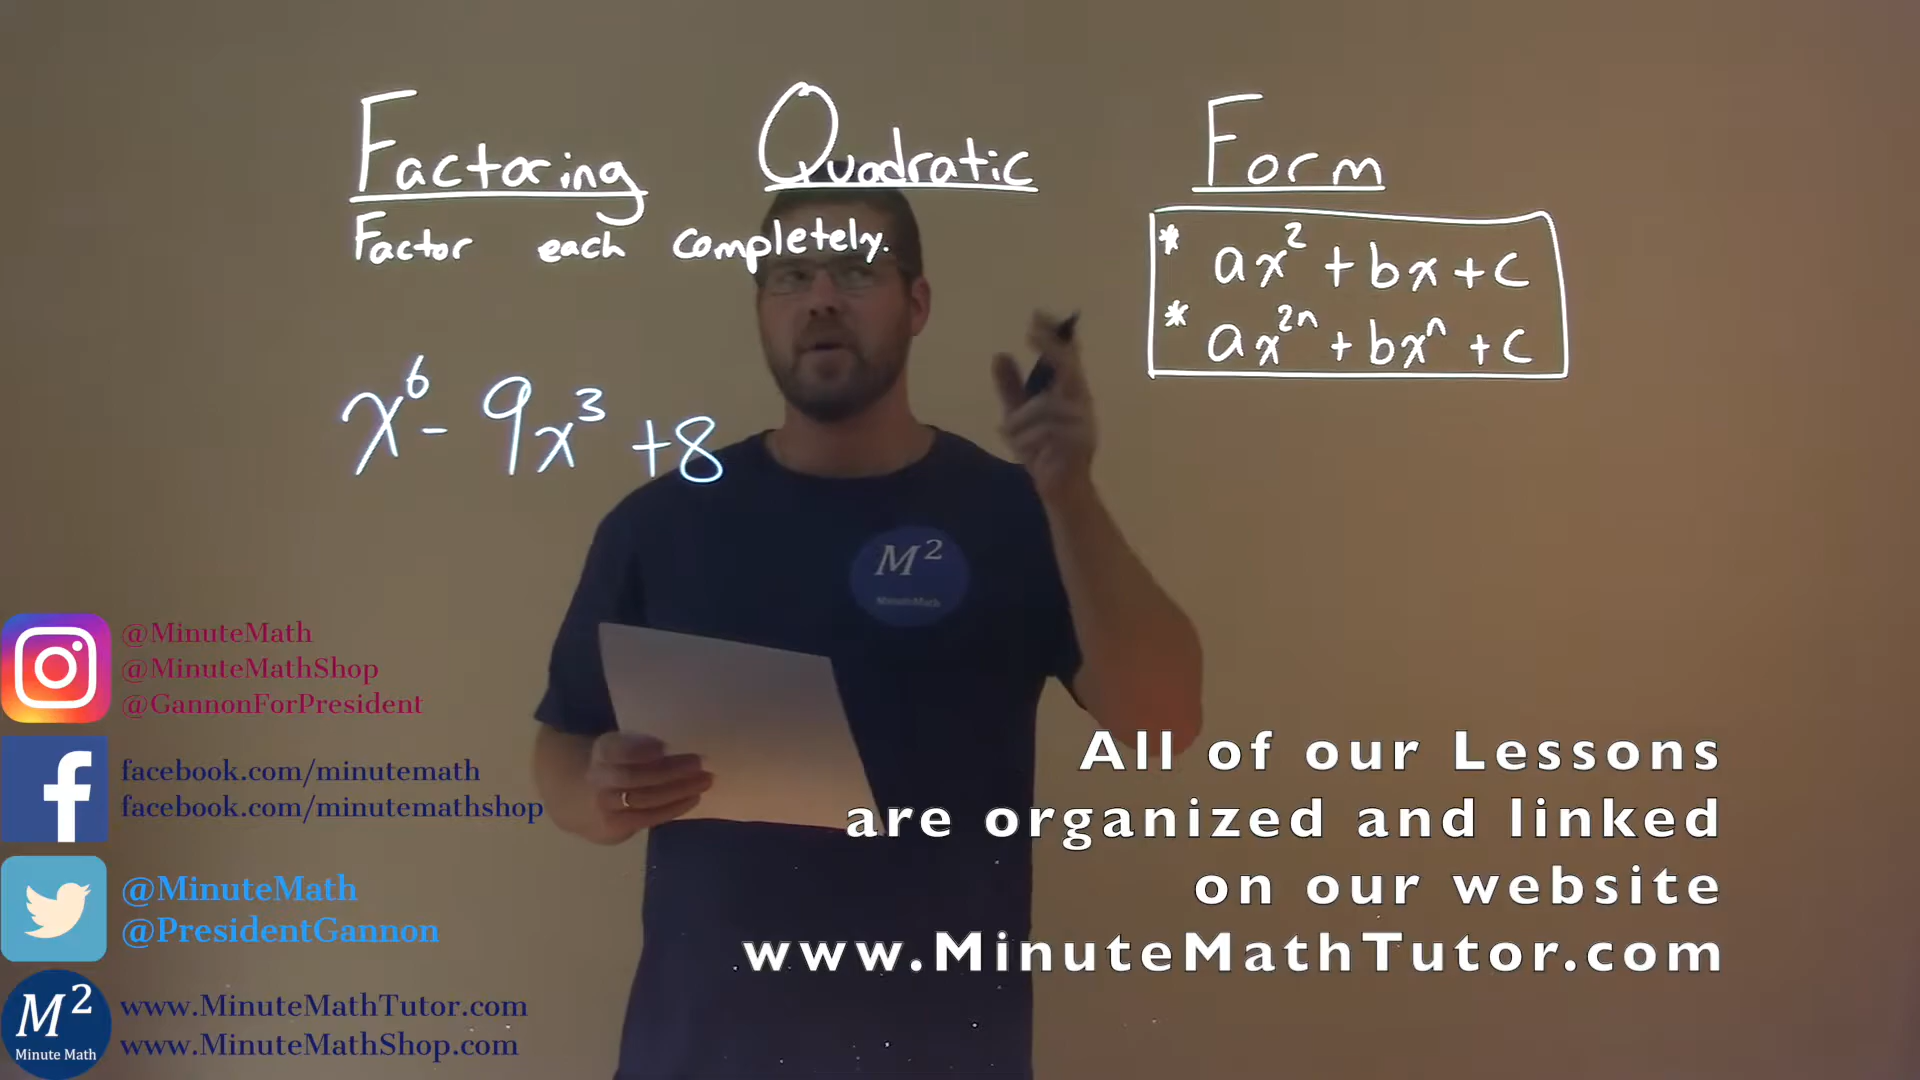 Factoring Quadratic Form
Factor each completely.
* ax² + bx + c
* ax²ⁿ + bxⁿ + c
x⁶ - 9x³ + 8
M²
MinuteMath
@MinuteMath
@MinuteMathShop
@GannonForPresident
facebook.com/minutemath
facebook.com/minutemathshop
@MinuteMath
@PresidentGannon
M²
Minute Math
www.MinuteMathTutor.com
www.MinuteMathShop.com
All of our Lessons
are organized and linked
on our website
www.MinuteMathTutor.com